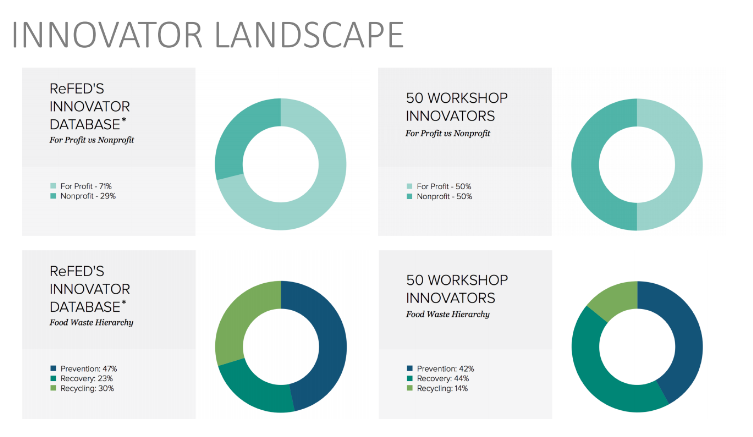 INNOVATOR LANDSCAPE
ReFED'S
INNOVATOR
DATABASE*
For Profit vs Nonprofit
For Profit - 71%
Nonprofit - 29%
50 WORKSHOP
INNOVATORS
For Profit vs Nonprofit
For Profit - 50%
Nonprofit - 50%
ReFED'S
INNOVATOR
DATABASE*
Food Waste Hierarchy
Prevention: 47%
Recovery: 23%
Recycling: 30%
50 WORKSHOP
INNOVATORS
Food Waste Hierarchy
Prevention: 42%
Recovery: 44%
Recycling: 14%